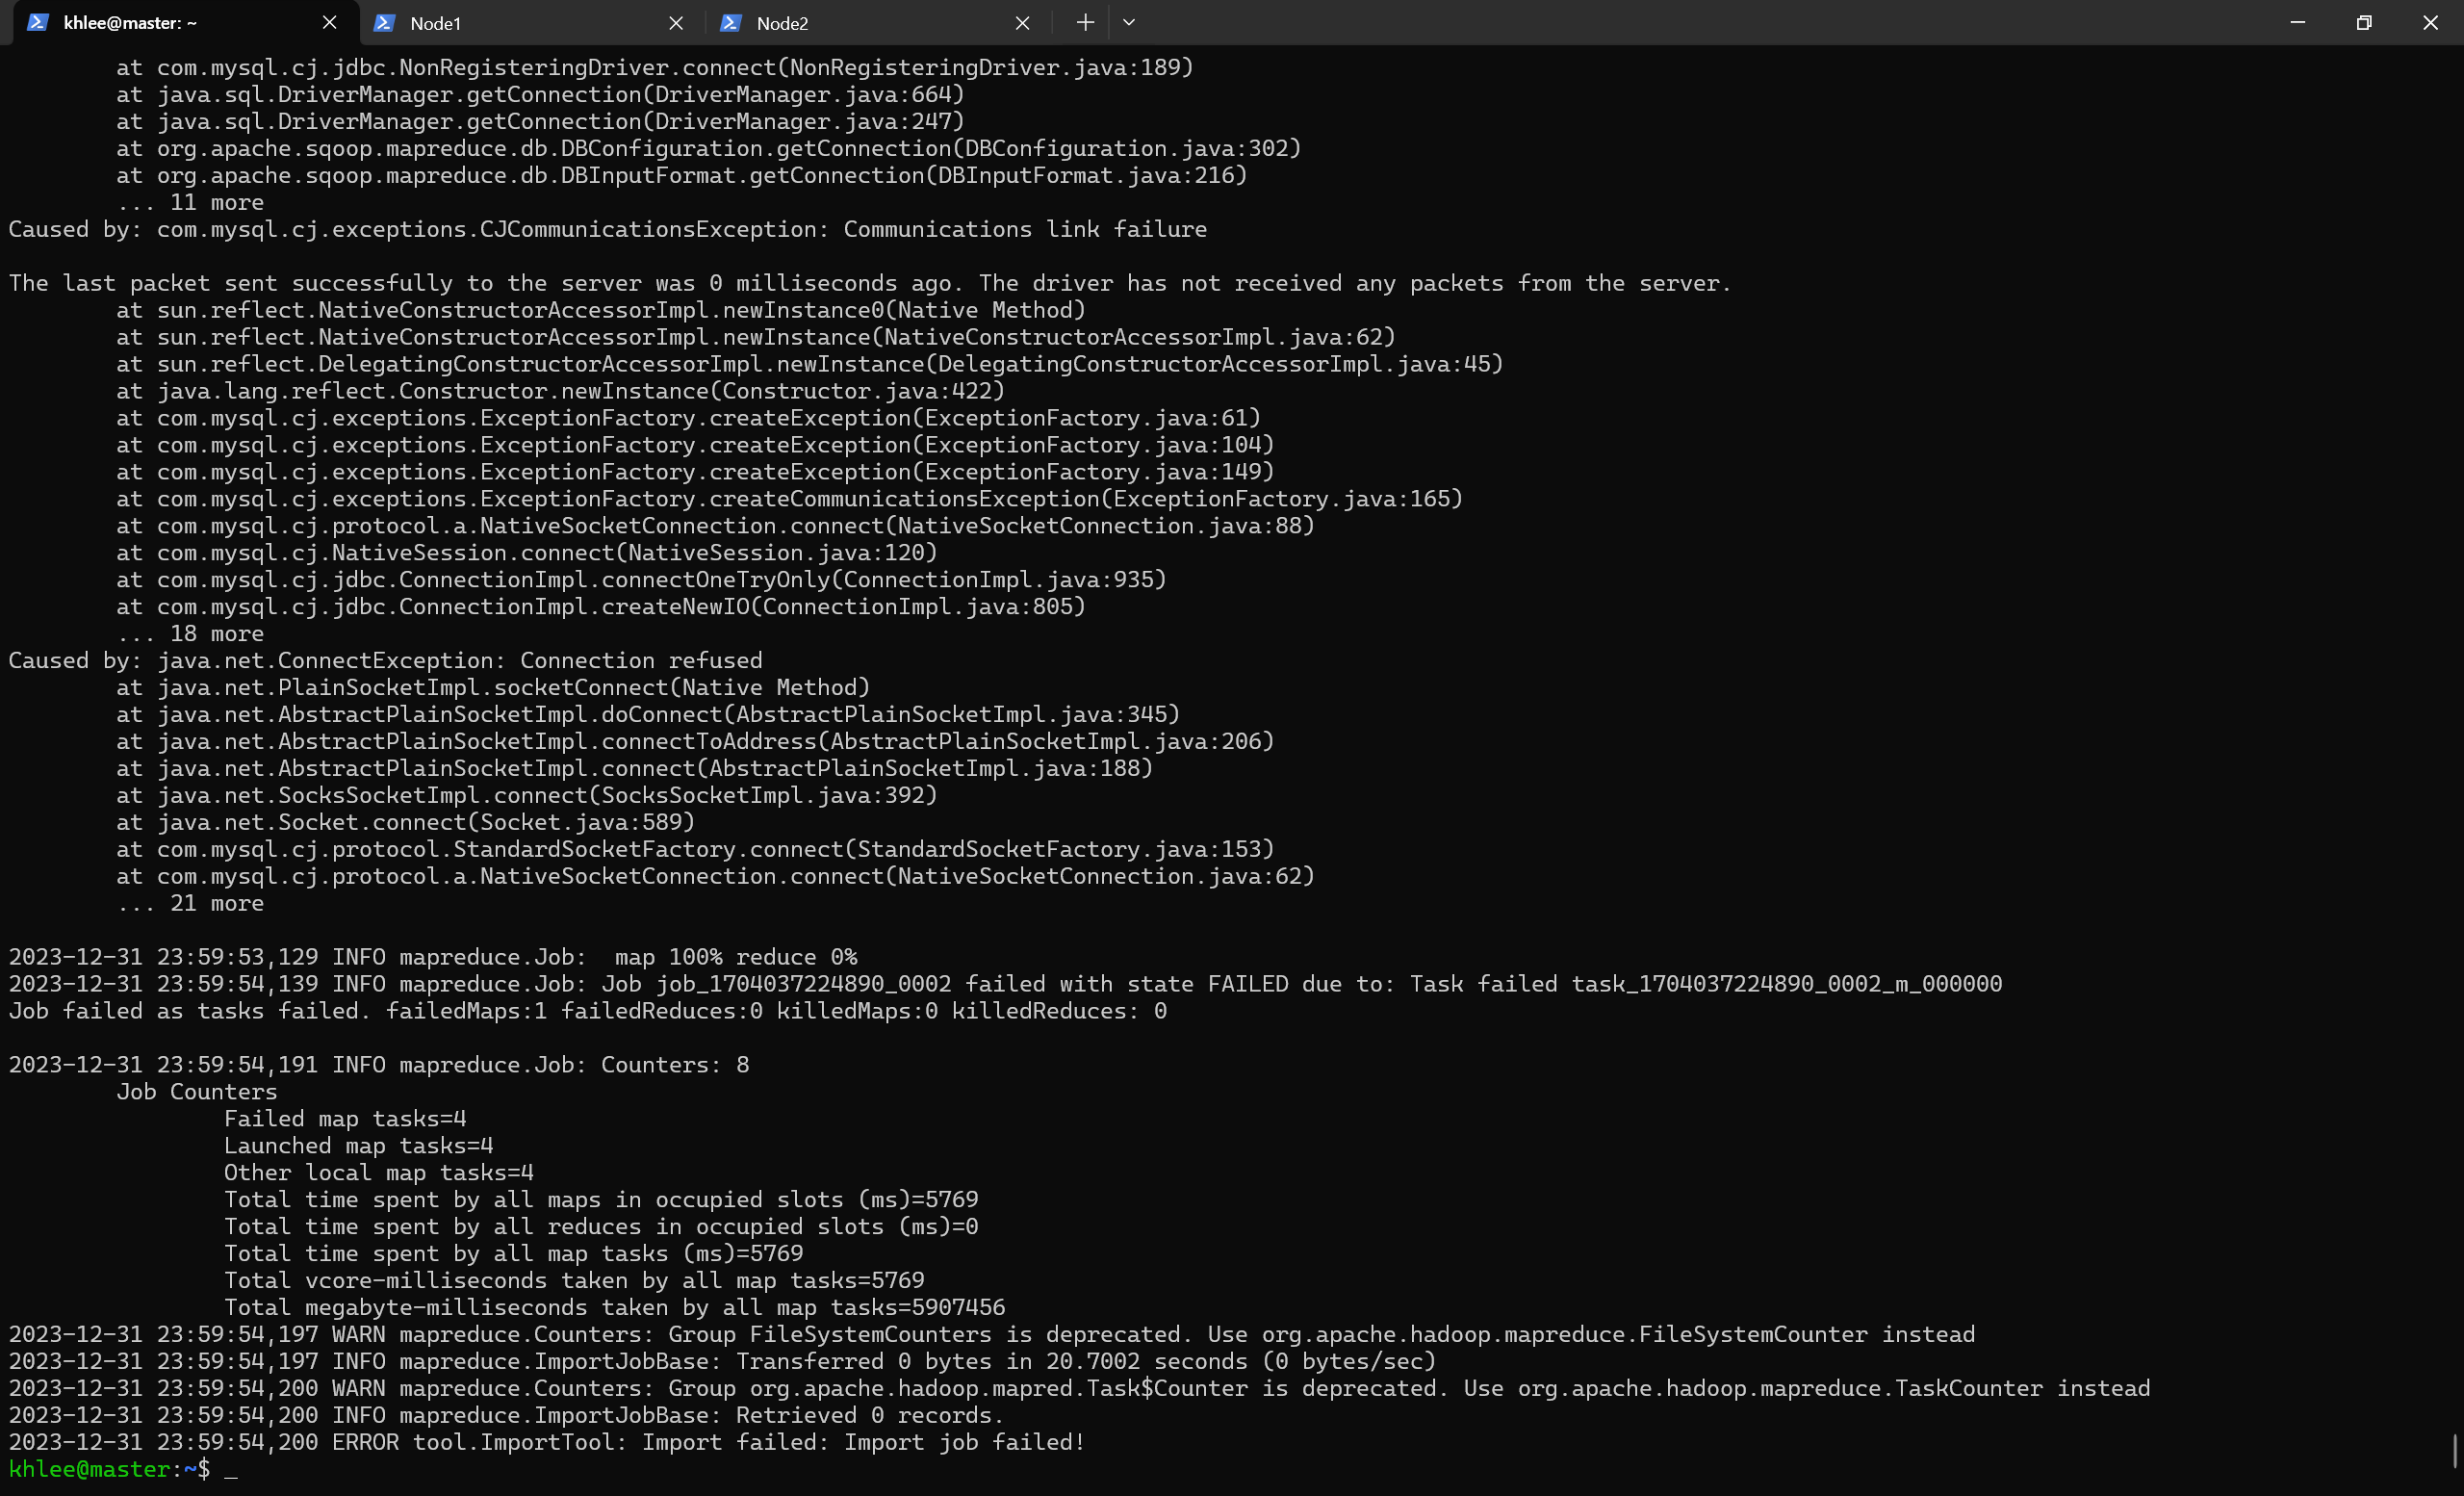 khlee@master: ~
Node1
Node2
at com.mysql.cj.jdbc.NonRegisteringDriver.connect(NonRegisteringDriver.java:189)
at java.sql.DriverManager.getConnection(DriverManager.java:664)
at java.sql.DriverManager.getConnection(DriverManager.java:247)
at org.apache.sqoop.mapreduce.db.DBConfiguration.getConnection(DBConfiguration.java:302)
at org.apache.sqoop.mapreduce.db.DBInputFormat.getConnection(DBInputFormat.java:216)
... 11 more
Caused by: com.mysql.cj.exceptions.CJCommunicationsException: Communications link failure
The last packet sent successfully to the server was 0 milliseconds ago. The driver has not received any packets from the server.
at sun.reflect.NativeConstructorAccessorImpl.newInstance0(Native Method)
at sun.reflect.NativeConstructorAccessorImpl.newInstance(NativeConstructorAccessorImpl.java:62)
at sun.reflect.DelegatingConstructorAccessorImpl.newInstance(DelegatingConstructorAccessorImpl.java:45)
at java.lang.reflect.Constructor.newInstance(Constructor.java:422)
at com.mysql.cj.exceptions.ExceptionFactory.createException(ExceptionFactory.java:61)
at com.mysql.cj.exceptions.ExceptionFactory.createException(ExceptionFactory.java:104)
at com.mysql.cj.exceptions.ExceptionFactory.createException(ExceptionFactory.java:149)
at com.mysql.cj.exceptions.ExceptionFactory.createCommunicationsException(ExceptionFactory.java:165)
at com.mysql.cj.protocol.a.NativeSocketConnection.connect(NativeSocketConnection.java:88)
at com.mysql.cj.NativeSession.connect(NativeSession.java:120)
at com.mysql.cj.jdbc.ConnectionImpl.connectOneTryOnly(ConnectionImpl.java:935)
at com.mysql.cj.jdbc.ConnectionImpl.createNewIO(ConnectionImpl.java:805)
... 18 more
Caused by: java.net.ConnectException: Connection refused
at java.net.PlainSocketImpl.socketConnect(Native Method)
at java.net.AbstractPlainSocketImpl.doConnect(AbstractPlainSocketImpl.java:345)
at java.net.AbstractPlainSocketImpl.connectToAddress(AbstractPlainSocketImpl.java:206)
at java.net.AbstractPlainSocketImpl.connect(AbstractPlainSocketImpl.java:188)
at java.net.SocksSocketImpl.connect(SocksSocketImpl.java:392)
at java.net.Socket.connect(Socket.java:589)
at com.mysql.cj.protocol.StandardSocketFactory.connect(StandardSocketFactory.java:153)
at com.mysql.cj.protocol.a.NativeSocketConnection.connect(NativeSocketConnection.java:62)
... 21 more
2023-12-31 23:59:53,129 INFO mapreduce.Job:  map 100% reduce 0%
2023-12-31 23:59:54,139 INFO mapreduce.Job: Job job_1704037224890_0002 failed with state FAILED due to: Task failed task_1704037224890_0002_m_000000
Job failed as tasks failed. failedMaps:1 failedReduces:0 killedMaps:0 killedReduces: 0
2023-12-31 23:59:54,191 INFO mapreduce.Job: Counters: 8
Job Counters
Failed map tasks=4
Launched map tasks=4
Other local map tasks=4
Total time spent by all maps in occupied slots (ms)=5769
Total time spent by all reduces in occupied slots (ms)=0
Total time spent by all map tasks (ms)=5769
Total vcore-milliseconds taken by all map tasks=5769
Total megabyte-milliseconds taken by all map tasks=5907456
2023-12-31 23:59:54,197 WARN mapreduce.Counters: Group FileSystemCounters is deprecated. Use org.apache.hadoop.mapreduce.FileSystemCounter instead
2023-12-31 23:59:54,197 INFO mapreduce.ImportJobBase: Transferred 0 bytes in 20.7002 seconds (0 bytes/sec)
2023-12-31 23:59:54,200 WARN mapreduce.Counters: Group org.apache.hadoop.mapred.Task$Counter is deprecated. Use org.apache.hadoop.mapreduce.TaskCounter instead
2023-12-31 23:59:54,200 INFO mapreduce.ImportJobBase: Retrieved 0 records.
2023-12-31 23:59:54,200 ERROR tool.ImportTool: Import failed: Import job failed!
khlee@master:~$ _